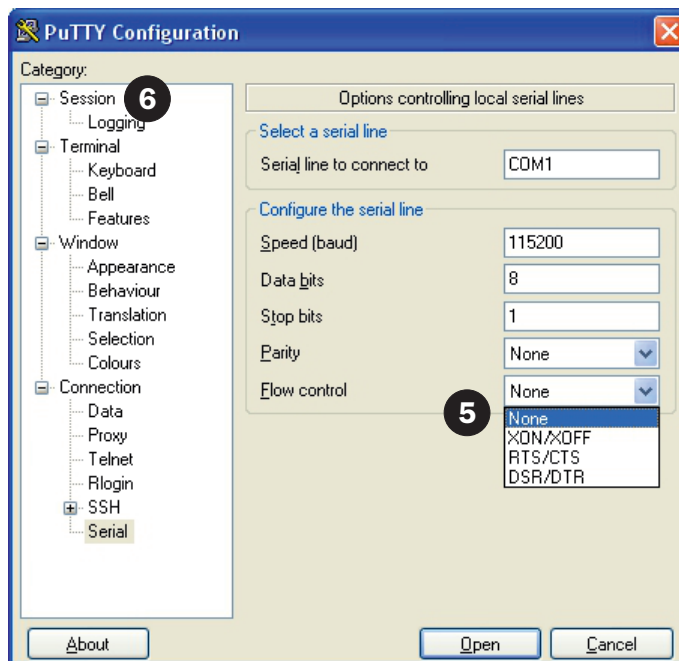 PuTTY Configuration
Category:
Session
6
Logging
Terminal
Keyboard
Bell
Features
Window
Appearance
Behaviour
Translation
Selection
Colours
Connection
Data
Proxy
Telnet
Rlogin
SSH
Serial
Options controlling local serial lines
Select a serial line
Serial line to connect to COM1
Configure the serial line
Speed (baud) 115200
Data bits 8
Stop bits 1
Parity None
Flow control None
5
None
XON/XOFF
RTS/CTS
DSR/DTR
About Open Cancel